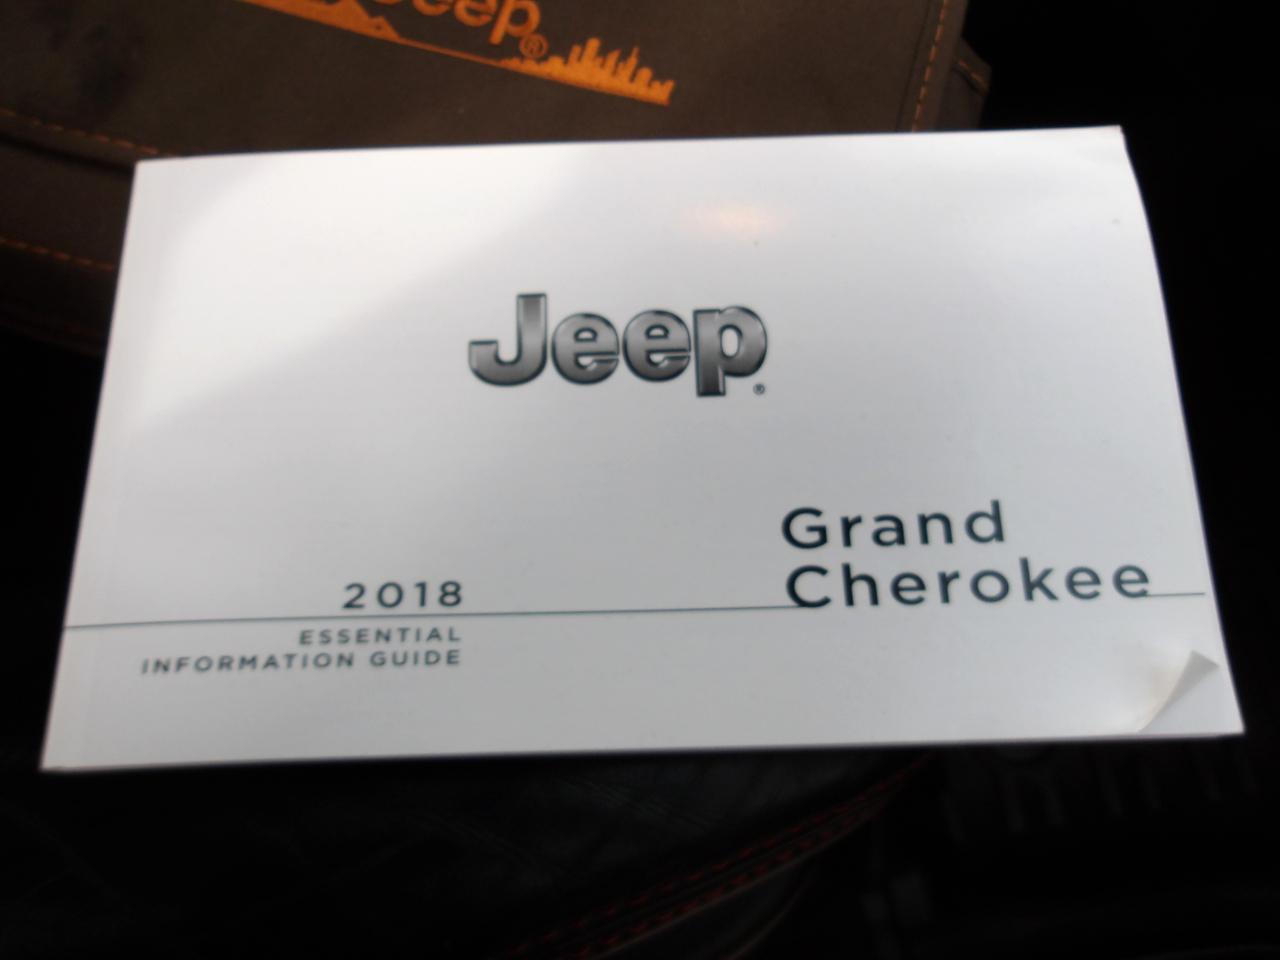 Jeep®
Jeep®
Grand
Cherokee
2018
ESSENTIAL
INFORMATION GUIDE